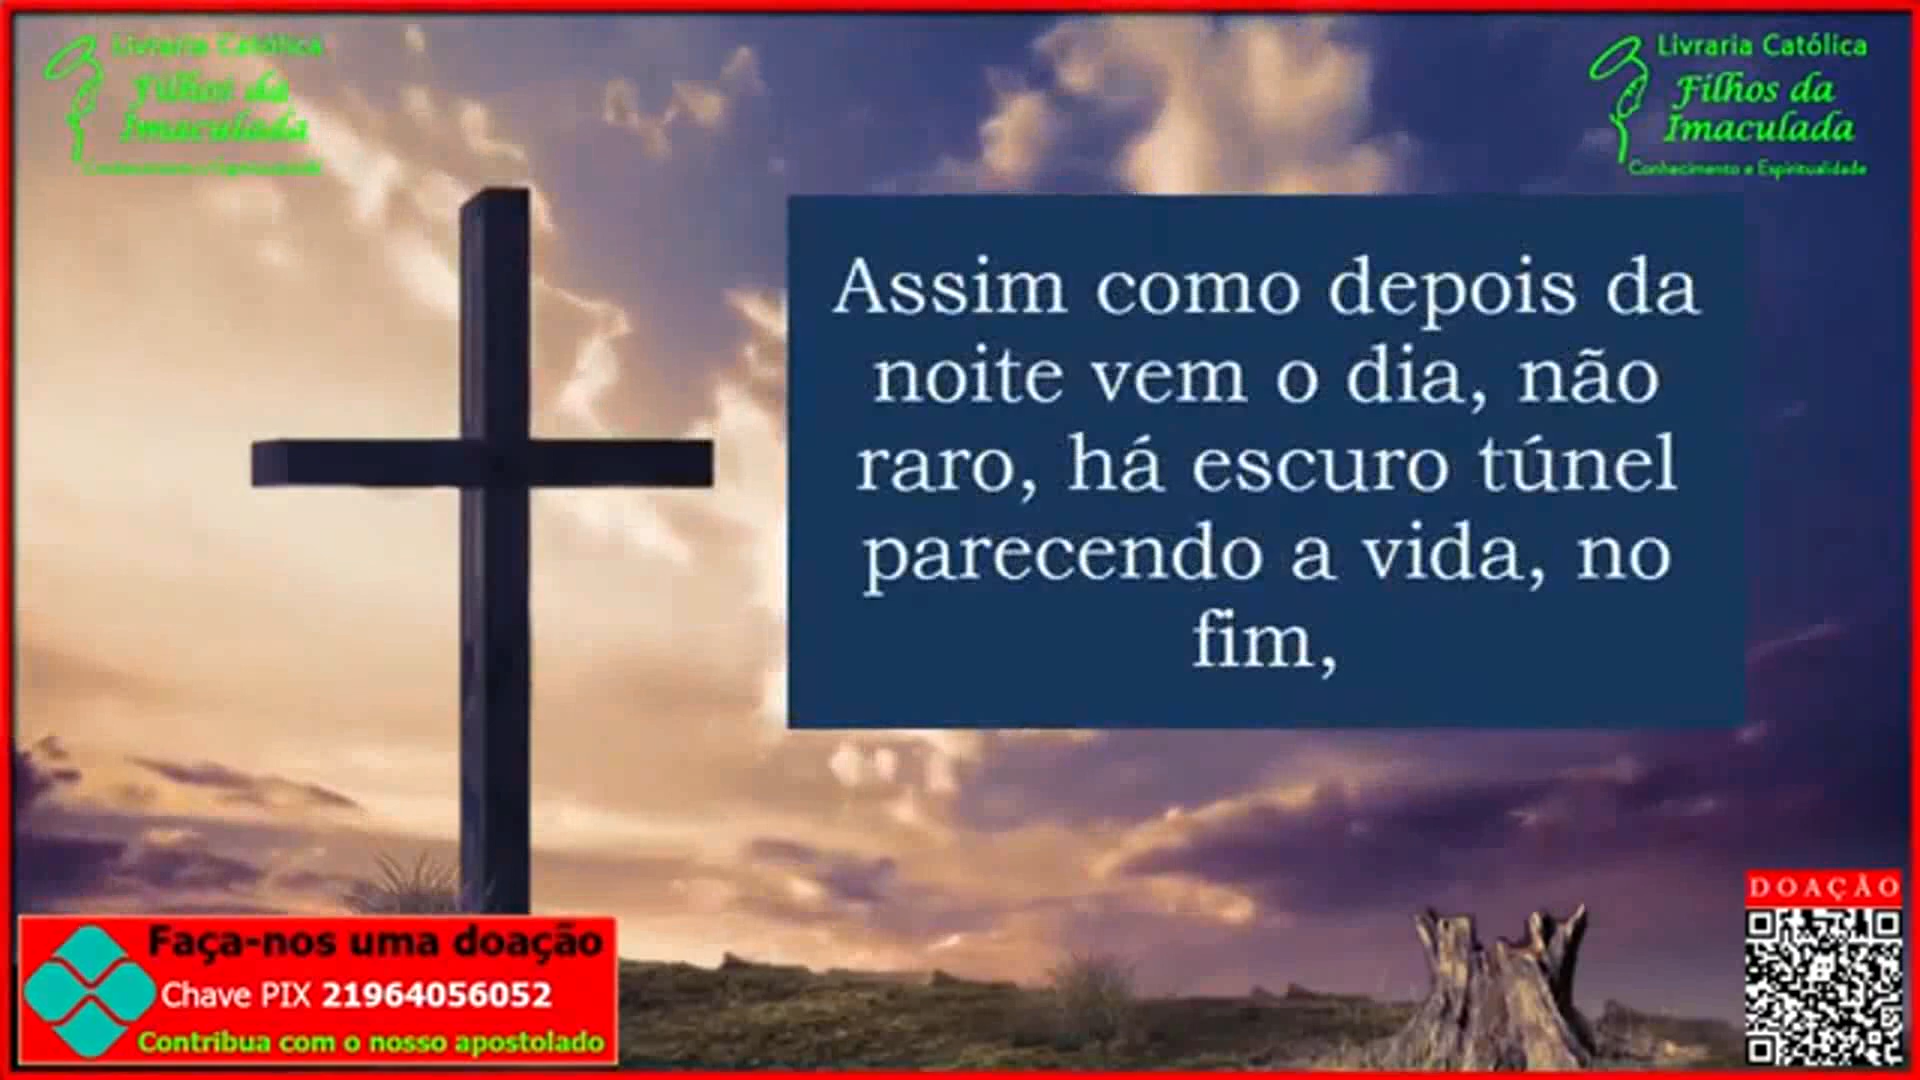 Livraria Católica
Filhos da
Imaculada
Conhecimento e Espiritualidade
Livraria Católica
Filhos da
Imaculada
Conhecimento e Espiritualidade
Assim como depois da
noite vem o dia, não
raro, há escuro túnel
parecendo a vida, no
fim,
DOAÇÃO
Faça-nos uma doação
Chave PIX 21964056052
Contribua com o nosso apostolado